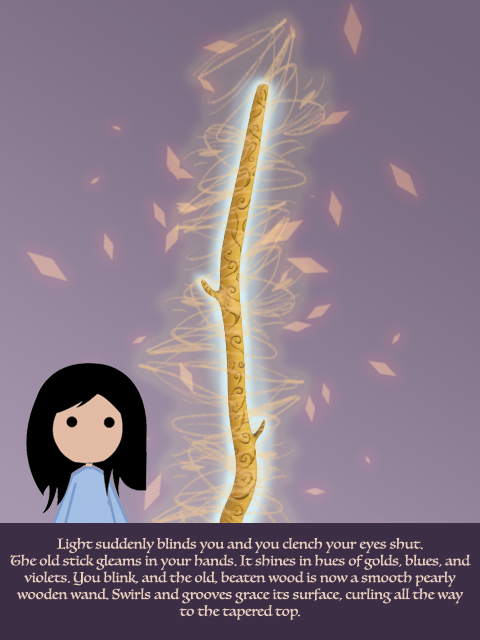 Light suddenly blinds you and you clench your eyes shut.
The old stick gleams in your hands. It shines in hues of golds, blues, and
violets. You blink, and the old, beaten wood is now a smooth pearly
wooden wand. Swirls and grooves grace its surface, curling all the way
to the tapered top.